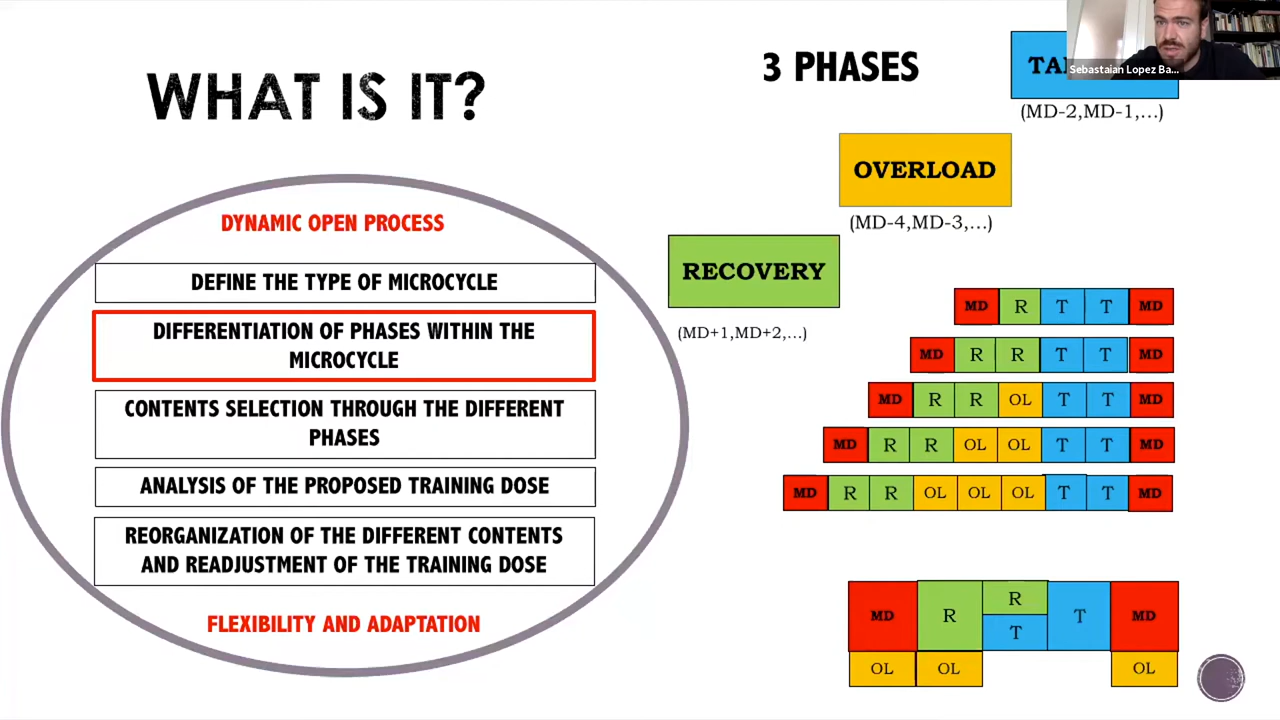 WHAT IS IT?
DYNAMIC OPEN PROCESS
DEFINE THE TYPE OF MICROCYCLE
DIFFERENTIATION OF PHASES WITHIN THE
MICROCYCLE
CONTENTS SELECTION THROUGH THE DIFFERENT
PHASES
ANALYSIS OF THE PROPOSED TRAINING DOSE
REORGANIZATION OF THE DIFFERENT CONTENTS
AND READJUSTMENT OF THE TRAINING DOSE
FLEXIBILITY AND ADAPTATION
3 PHASES
Sebastaian Lopez Ba...
(MD-2,MD-1,...)
OVERLOAD
(MD-4,MD-3,...)
RECOVERY
(MD+1,MD+2,...)
MD R T T MD
MD R R T T MD
MD R R OL T T MD
MD R R OL OL T T MD
MD R R OL OL OL T T MD
MD R R T MD
T
OL OL OL